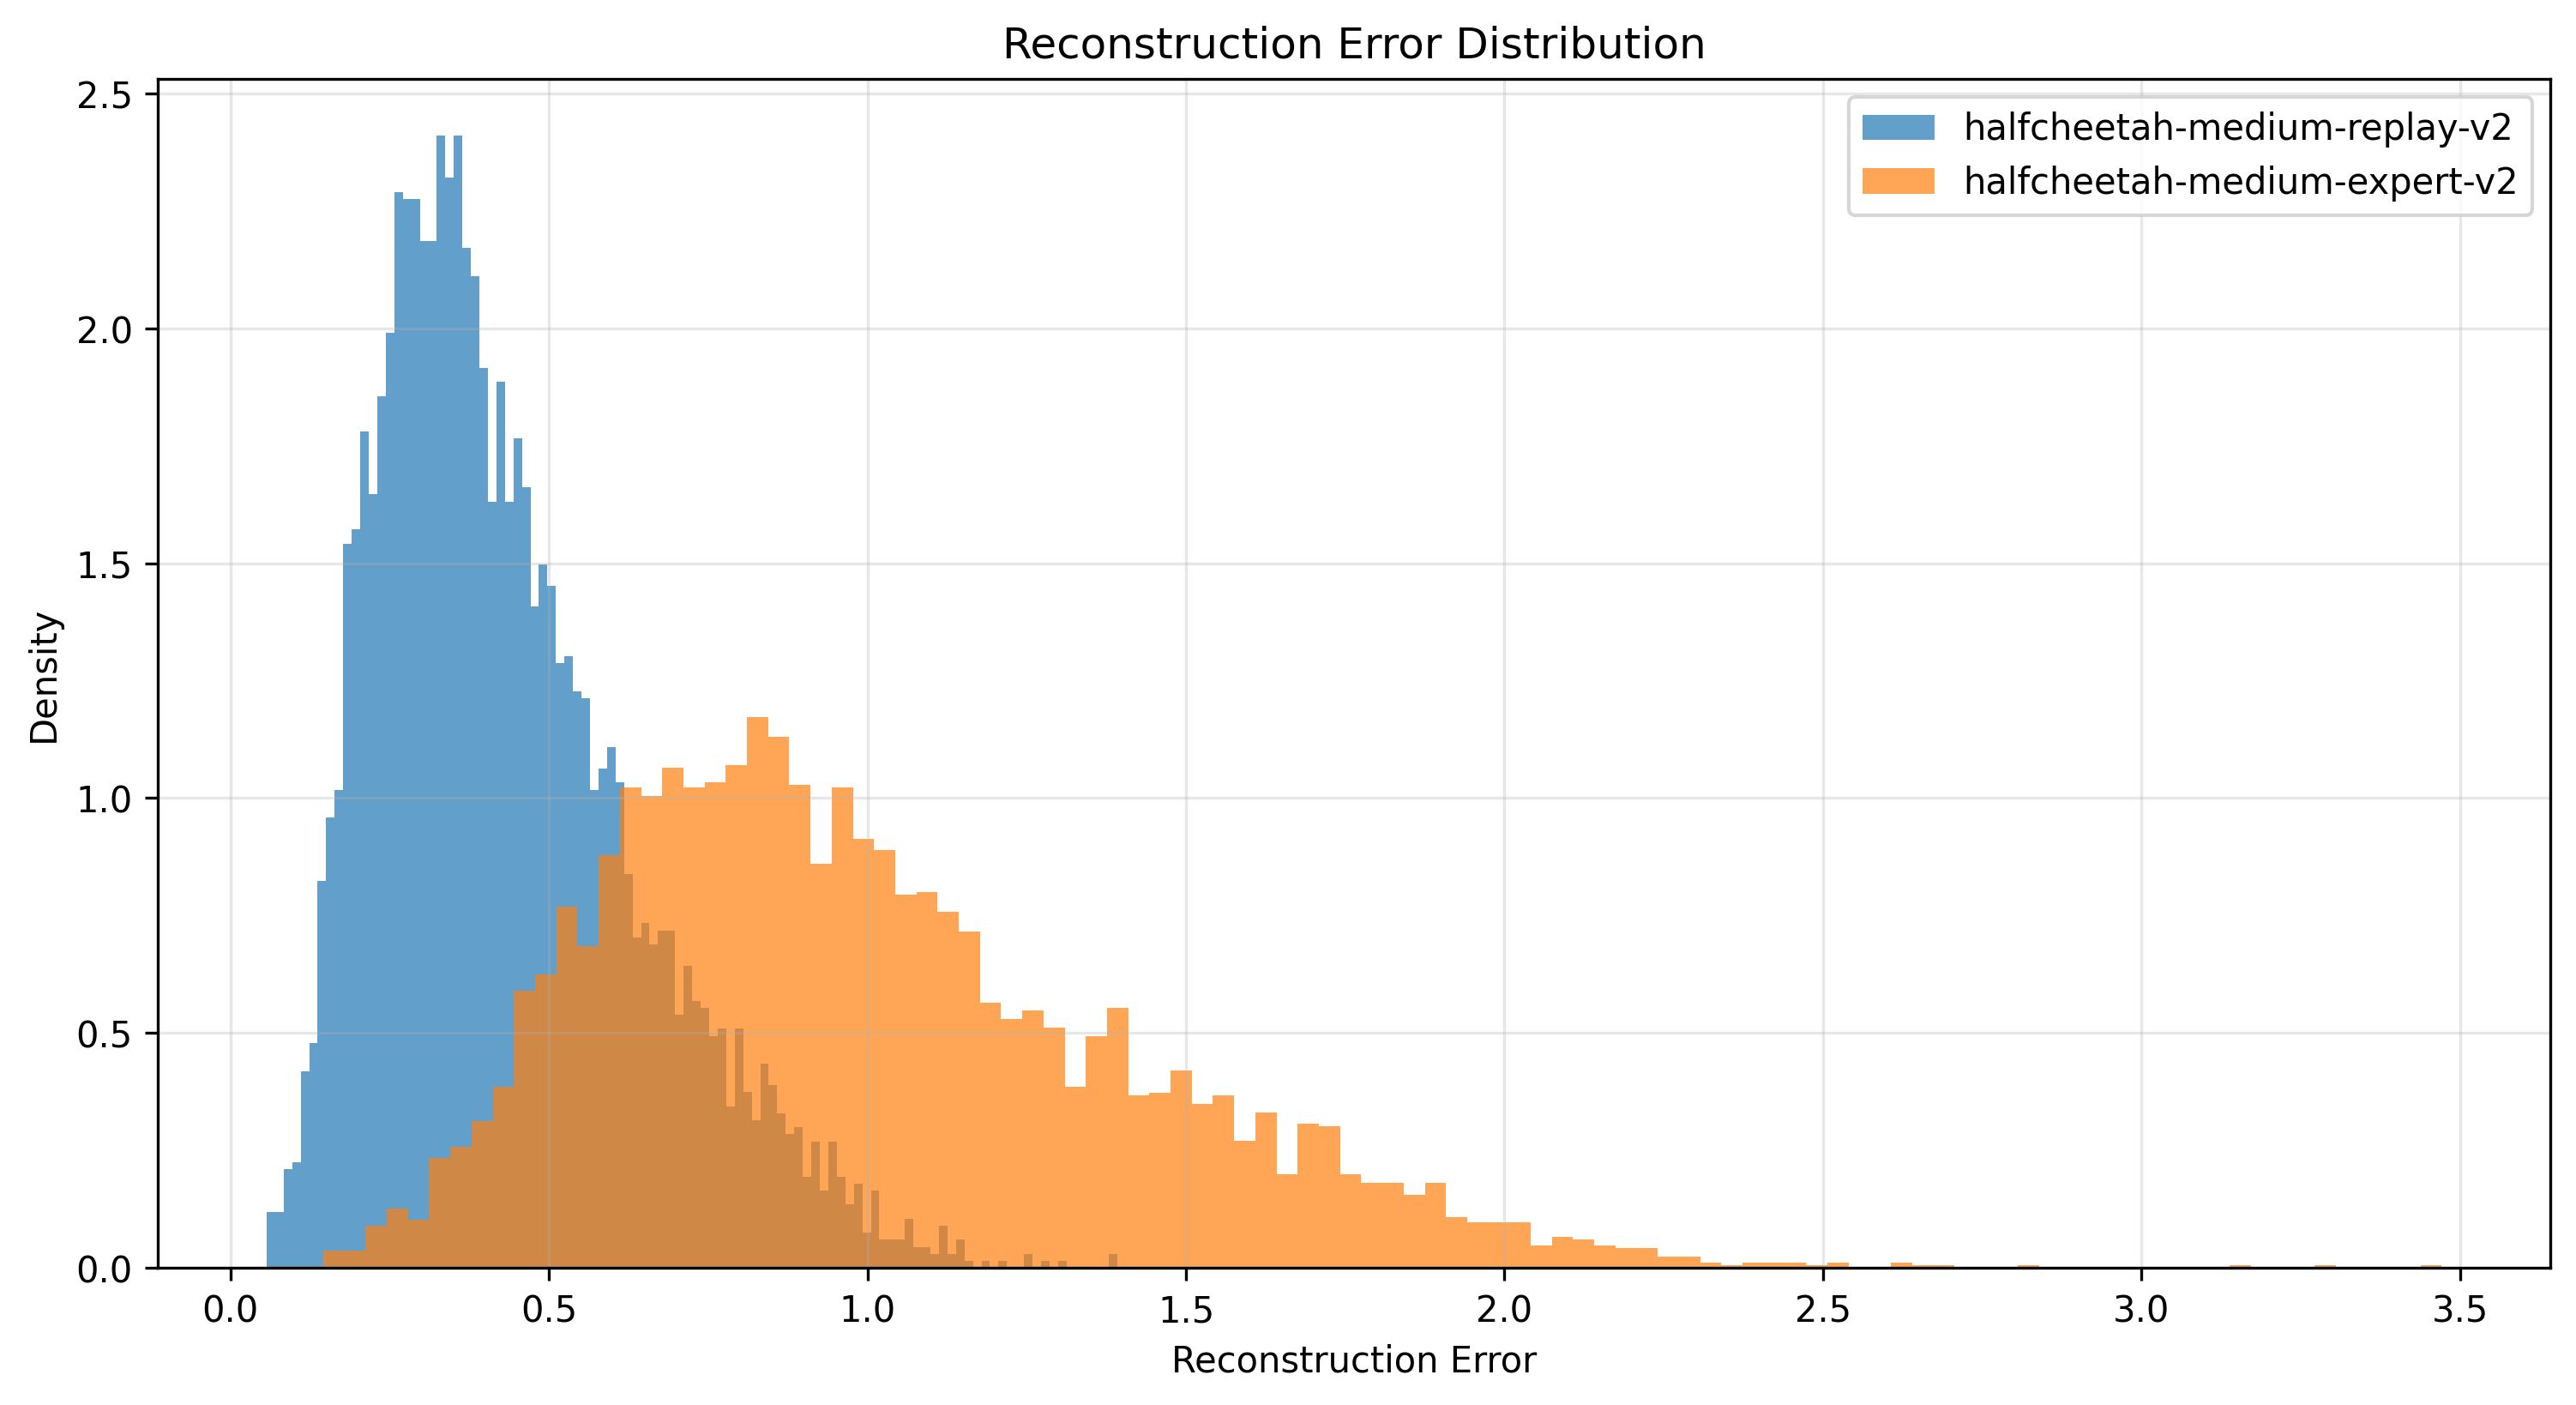 Reconstruction Error Distribution
halfcheetah-medium-replay-v2
halfcheetah-medium-expert-v2
Density
2.5
2.0
1.5
1.0
0.5
0.0
0.0 0.5 1.0 1.5 2.0 2.5 3.0 3.5
Reconstruction Error